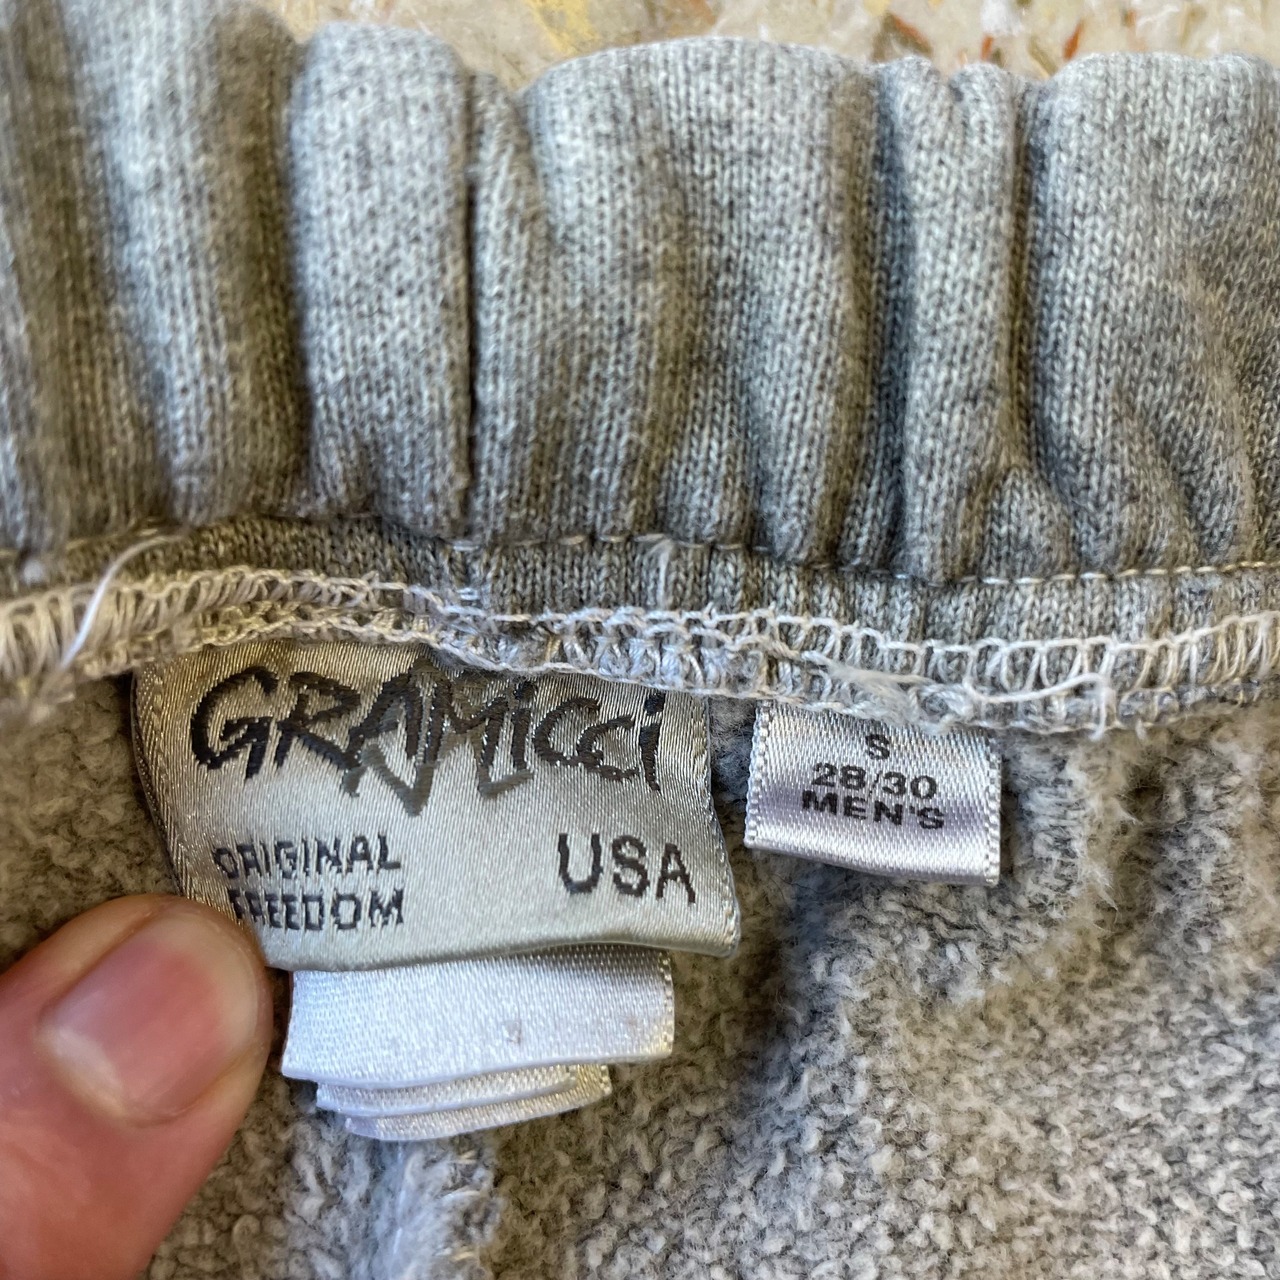 GRAMicci
ORIGINAL
FREEDOM
USA
S
28/30
MEN'S